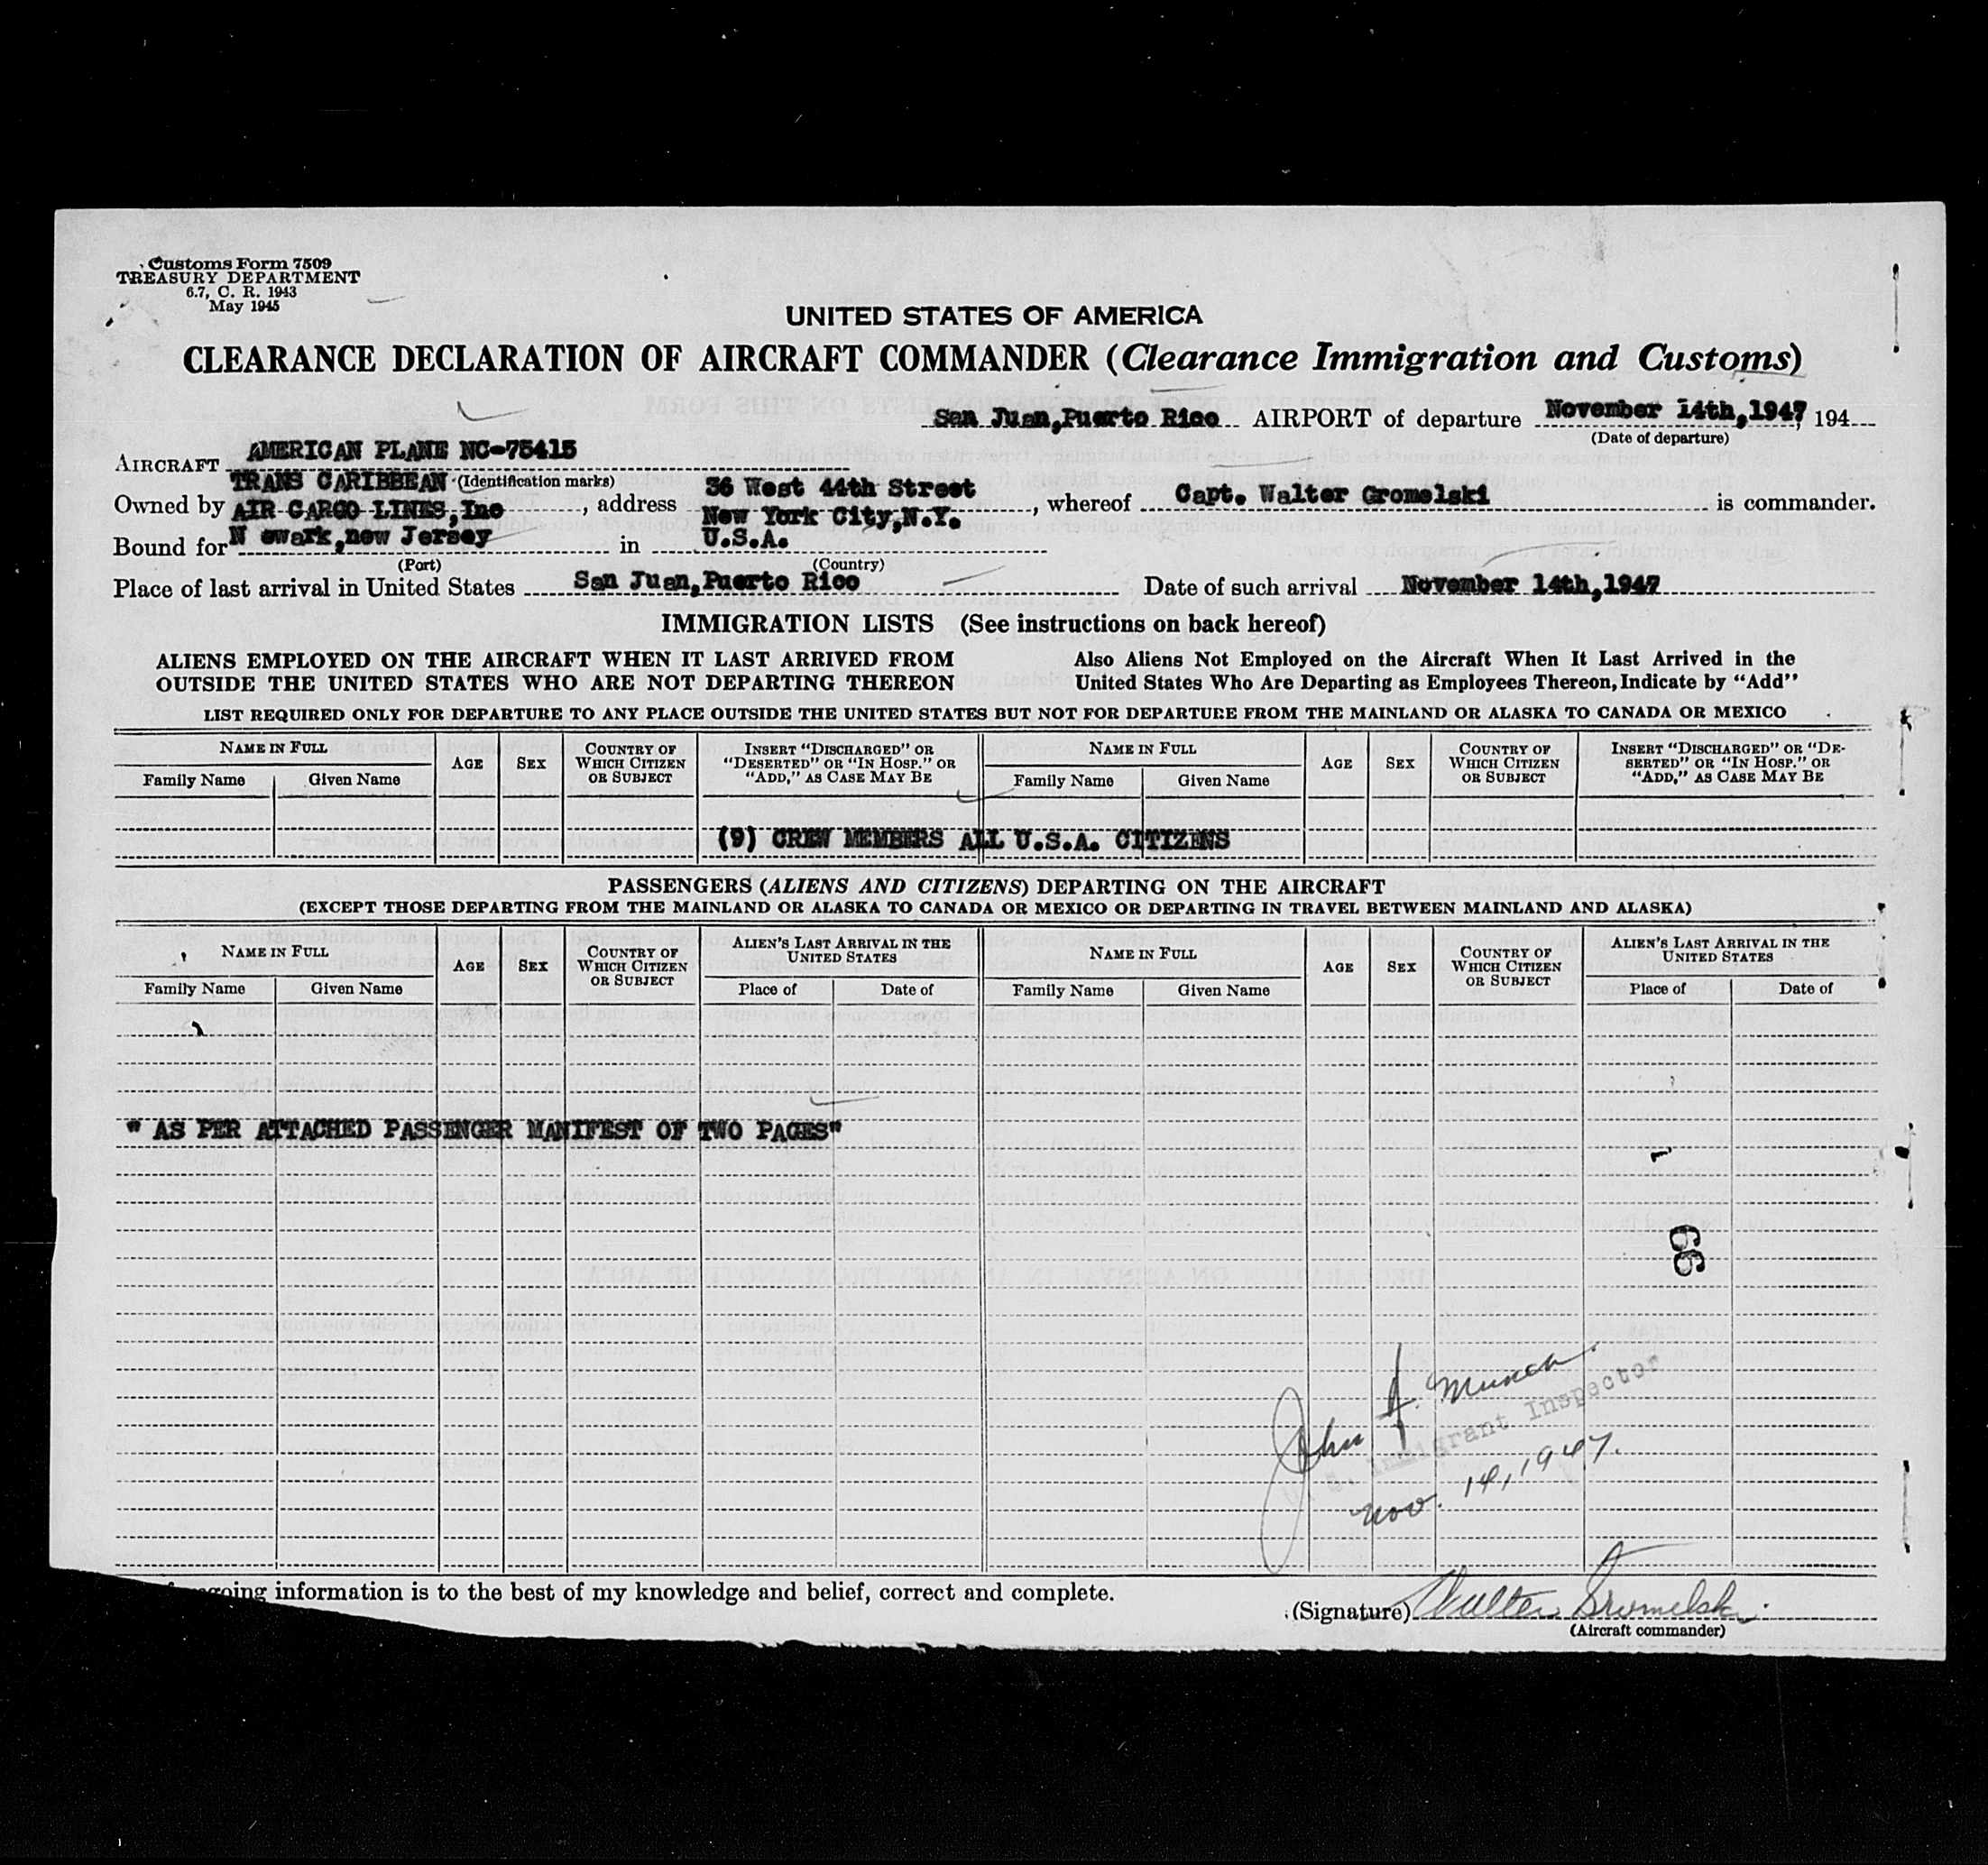 Customs Form 7509
TREASURY DEPARTMENT
6.7, C. R. 1943
May 1945
UNITED STATES OF AMERICA
CLEARANCE DECLARATION OF AIRCRAFT COMMANDER (Clearance Immigration and Customs)
San Juan,Puerto Rico AIRPORT of departure November 14th,1947, 194
(Date of departure)
AIRCRAFT AMERICAN PLANE NC-75415
(Identification marks)
Owned by TRANS CARIBBEAN AIR CARGO LINES,Inc, address 36 West 44th Street New York City,N.Y., whereof Capt. Walter Gromelski is commander.
Bound for N ewark,new Jersey in U.S.A.
(Port) (Country)
Place of last arrival in United States San Juan,Puerto Rico Date of such arrival November 14th,1947
IMMIGRATION LISTS (See instructions on back hereof)
ALIENS EMPLOYED ON THE AIRCRAFT WHEN IT LAST ARRIVED FROM
OUTSIDE THE UNITED STATES WHO ARE NOT DEPARTING THEREON
Also Aliens Not Employed on the Aircraft When It Last Arrived in the
United States Who Are Departing as Employees Thereon, Indicate by "Add"
LIST REQUIRED ONLY FOR DEPARTURE TO ANY PLACE OUTSIDE THE UNITED STATES BUT NOT FOR DEPARTURE FROM THE MAINLAND OR ALASKA TO CANADA OR MEXICO
NAME IN FULL
Family Name Given Name
AGE
SEX
COUNTRY OF
WHICH CITIZEN
OR SUBJECT
INSERT "DISCHARGED" OR
"DESERTED" OR "IN HOSP." OR
"ADD," AS CASE MAY BE
NAME IN FULL
Family Name Given Name
AGE
SEX
COUNTRY OF
WHICH CITIZEN
OR SUBJECT
INSERT "DISCHARGED" OR "DE-
SERTED" OR "IN HOSP." OR
"ADD," AS CASE MAY BE
(9) CREW MEMBERS ALL U.S.A. CITIZENS
PASSENGERS (ALIENS AND CITIZENS) DEPARTING ON THE AIRCRAFT
(EXCEPT THOSE DEPARTING FROM THE MAINLAND OR ALASKA TO CANADA OR MEXICO OR DEPARTING IN TRAVEL BETWEEN MAINLAND AND ALASKA)
NAME IN FULL
Family Name Given Name
AGE
SEX
COUNTRY OF
WHICH CITIZEN
OR SUBJECT
ALIEN'S LAST ARRIVAL IN THE
UNITED STATES
Place of Date of
NAME IN FULL
Family Name Given Name
AGE
SEX
COUNTRY OF
WHICH CITIZEN
OR SUBJECT
ALIEN'S LAST ARRIVAL IN THE
UNITED STATES
Place of Date of
" AS PER ATTACHED PASSENGER MANIFEST OF TWO PAGES"
66
John J.
U. S. Immigrant Inspector
Nov. 14, 1947.
going information is to the best of my knowledge and belief, correct and complete.
(Signature) Walter Gromelski
(Aircraft commander)